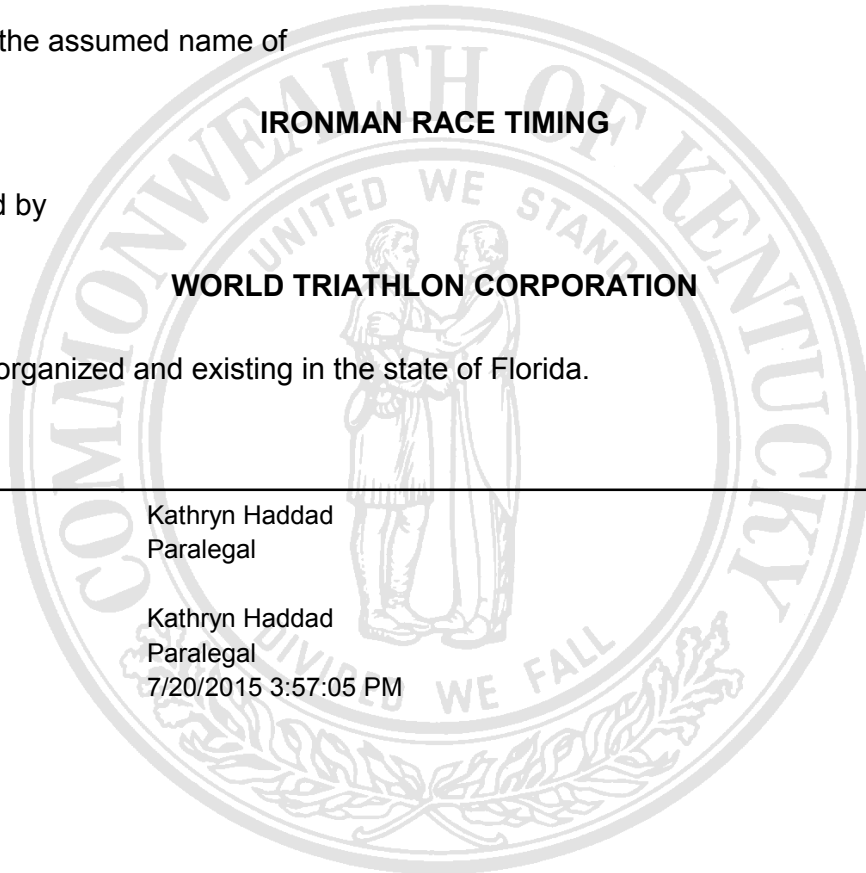 the assumed name of
IRONMAN RACE TIMING
d by
WORLD TRIATHLON CORPORATION
organized and existing in the state of Florida.
Kathryn Haddad
Paralegal
Kathryn Haddad
Paralegal
7/20/2015 3:57:05 PM
COMMONWEALTH OF KENTUCKY
UNITED WE STAND
DIVIDED WE FALL